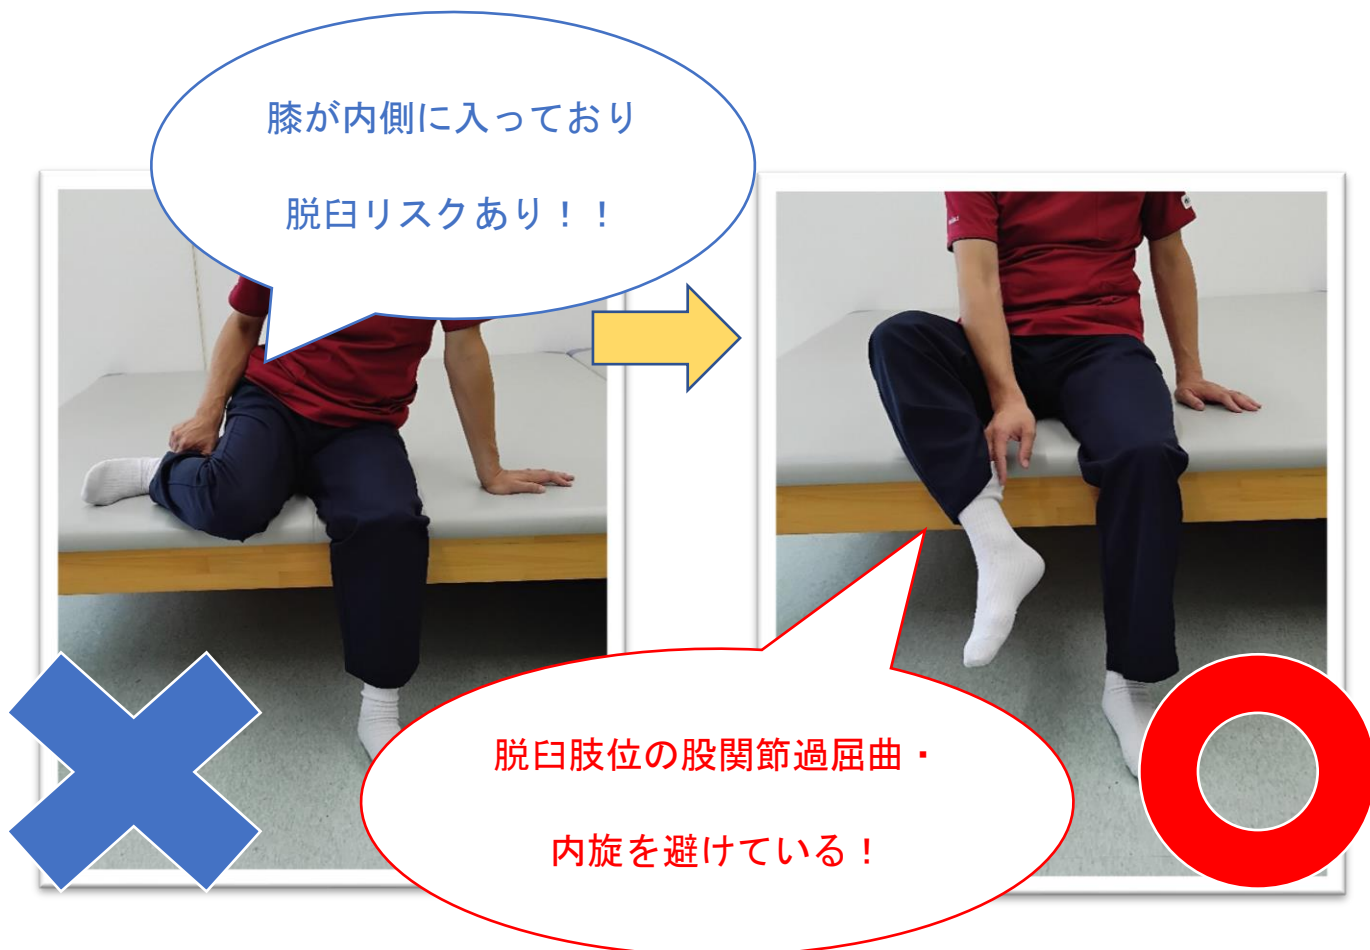 膝が内側に入っており
脱臼リスクあり！！
脱臼肢位の股関節過屈曲・
内旋を避けている！